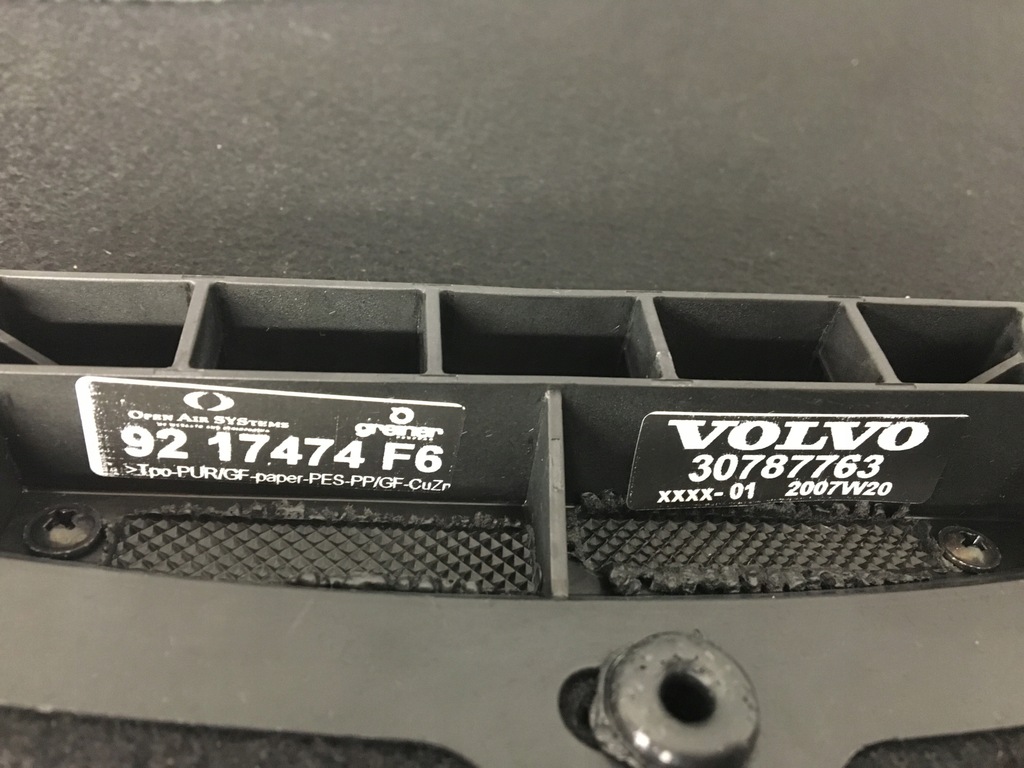 OPEN AIR SYSTEMS
greiner
92 17474 F6
>Tpo-PUR/GF-paper-PES-PP/GF-CuZn
VOLVO
30787763
xxxx-01 2007W20